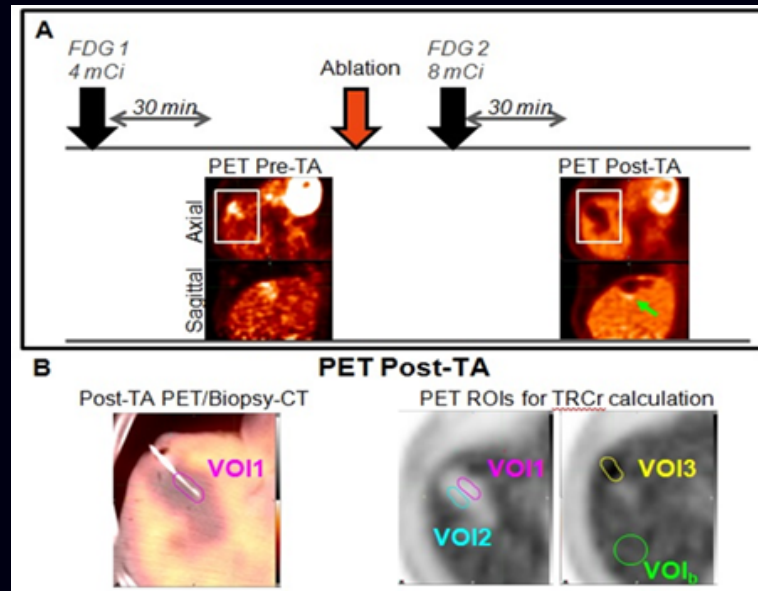 A
FDG 1
4 mCi
30 min
Ablation
FDG 2
8 mCi
30 min
PET Pre-TA
PET Post-TA
Axial
Sagittal
B
PET Post-TA
Post-TA PET/Biopsy-CT
PET ROIs for TRCr calculation
VOI1
VOI1
VOI2
VOI3
VOIb